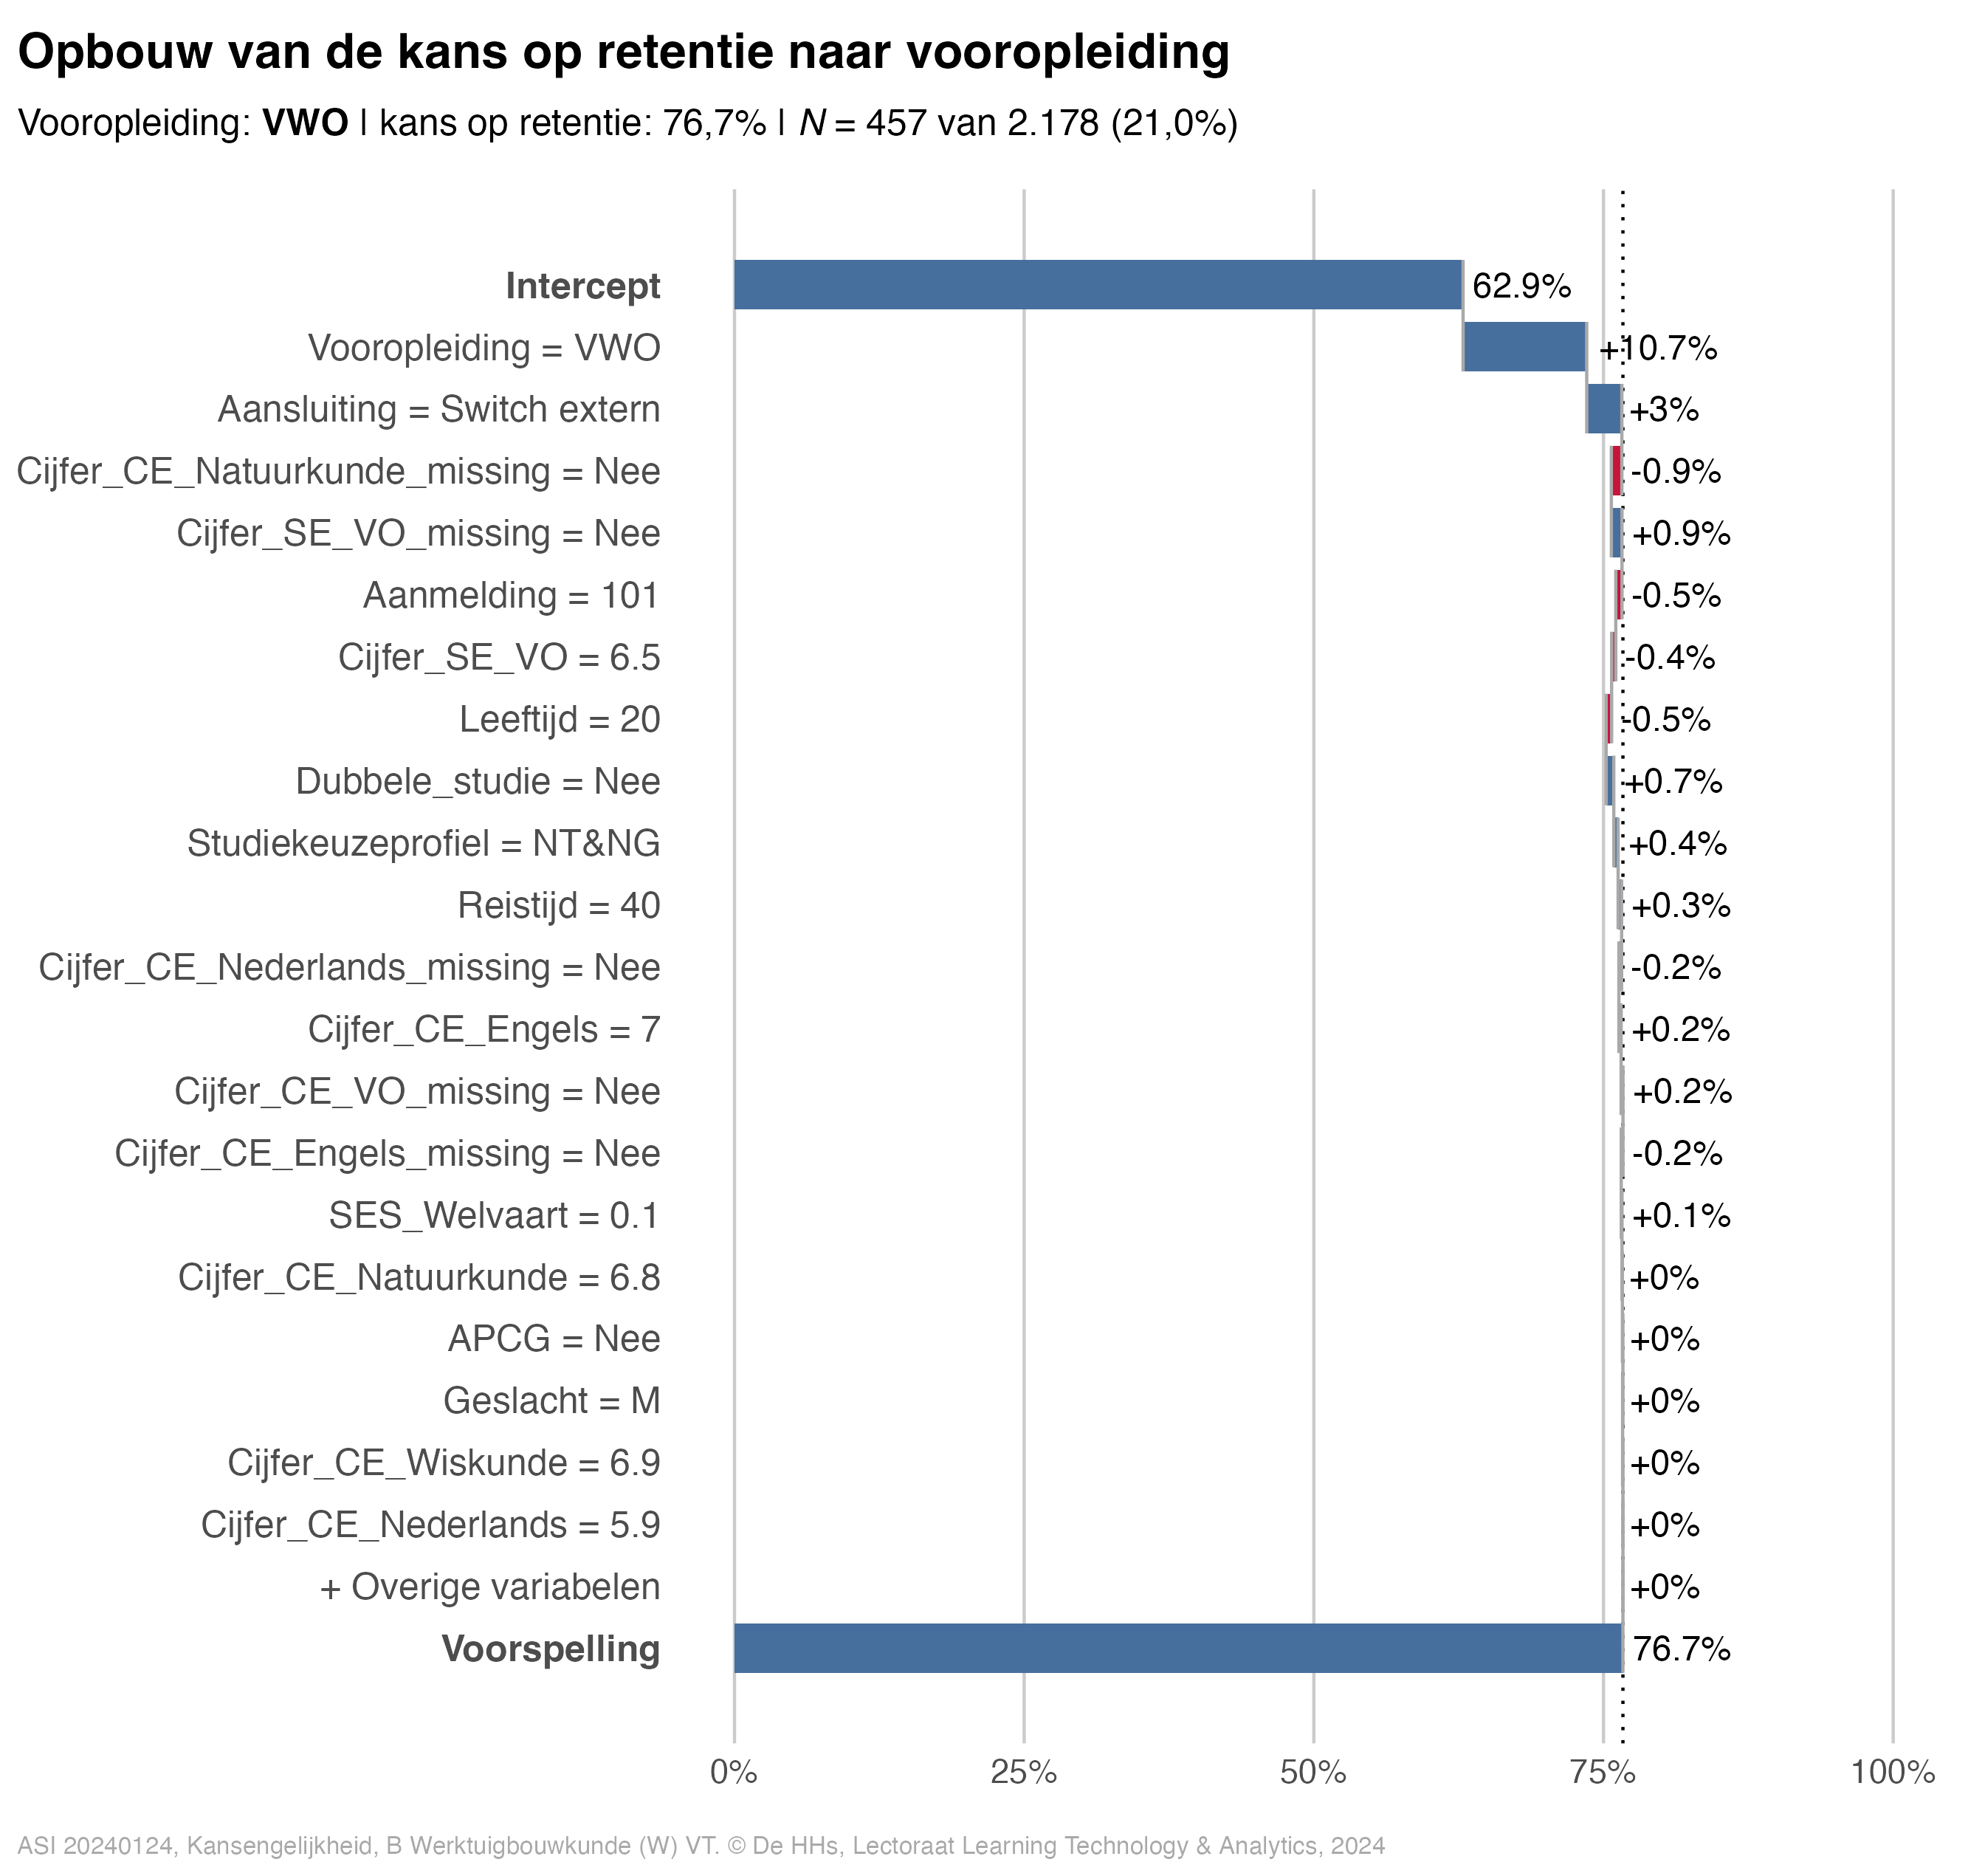 Opbouw van de kans op retentie naar vooropleiding
Vooropleiding: VWO | kans op retentie: 76,7% | N = 457 van 2.178 (21,0%)
Intercept 62.9%
Vooropleiding = VWO +10.7%
Aansluiting = Switch extern +3%
Cijfer_CE_Natuurkunde_missing = Nee -0.9%
Cijfer_SE_VO_missing = Nee +0.9%
Aanmelding = 101 -0.5%
Cijfer_SE_VO = 6.5 -0.4%
Leeftijd = 20 -0.5%
Dubbele_studie = Nee +0.7%
Studiekeuzeprofiel = NT&NG +0.4%
Reistijd = 40 +0.3%
Cijfer_CE_Nederlands_missing = Nee -0.2%
Cijfer_CE_Engels = 7 +0.2%
Cijfer_CE_VO_missing = Nee +0.2%
Cijfer_CE_Engels_missing = Nee -0.2%
SES_Welvaart = 0.1 +0.1%
Cijfer_CE_Natuurkunde = 6.8 +0%
APCG = Nee +0%
Geslacht = M +0%
Cijfer_CE_Wiskunde = 6.9 +0%
Cijfer_CE_Nederlands = 5.9 +0%
+ Overige variabelen +0%
Voorspelling 76.7%
0% 25% 50% 75% 100%
ASI 20240124, Kansengelijkheid, B Werktuigbouwkunde (W) VT. © De HHs, Lectoraat Learning Technology & Analytics, 2024